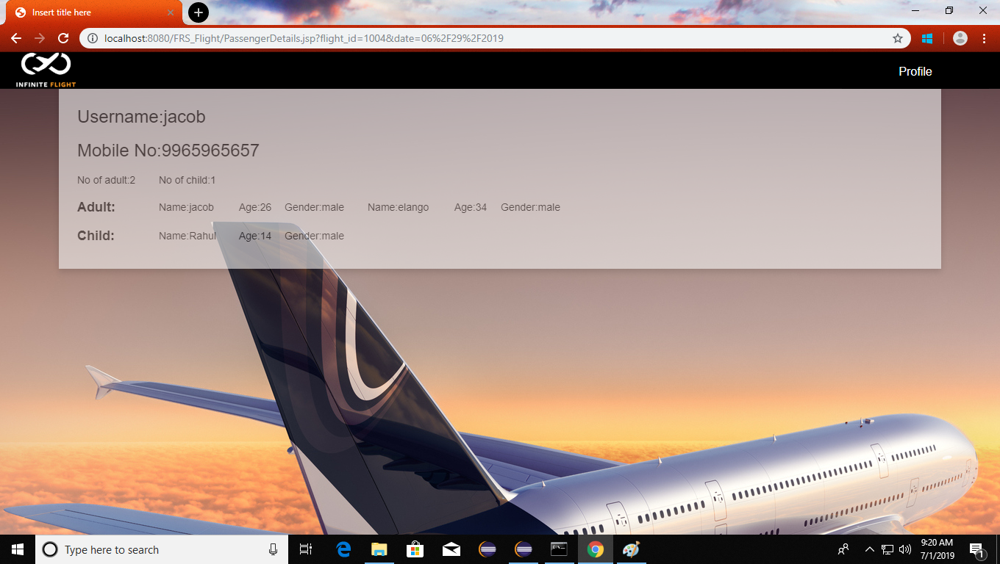 Insert title here
localhost:8080/FRS_Flight/PassengerDetails.jsp?flight_id=1004&date=06%2F29%2F2019
INFINITE FLIGHT
Profile
Username:jacob
Mobile No:9965965657
No of adult:2 No of child:1
Adult: Name:jacob Age:26 Gender:male Name:elango Age:34 Gender:male
Child: Name:Rahul Age:14 Gender:male
Type here to search
9:20 AM
7/1/2019
1